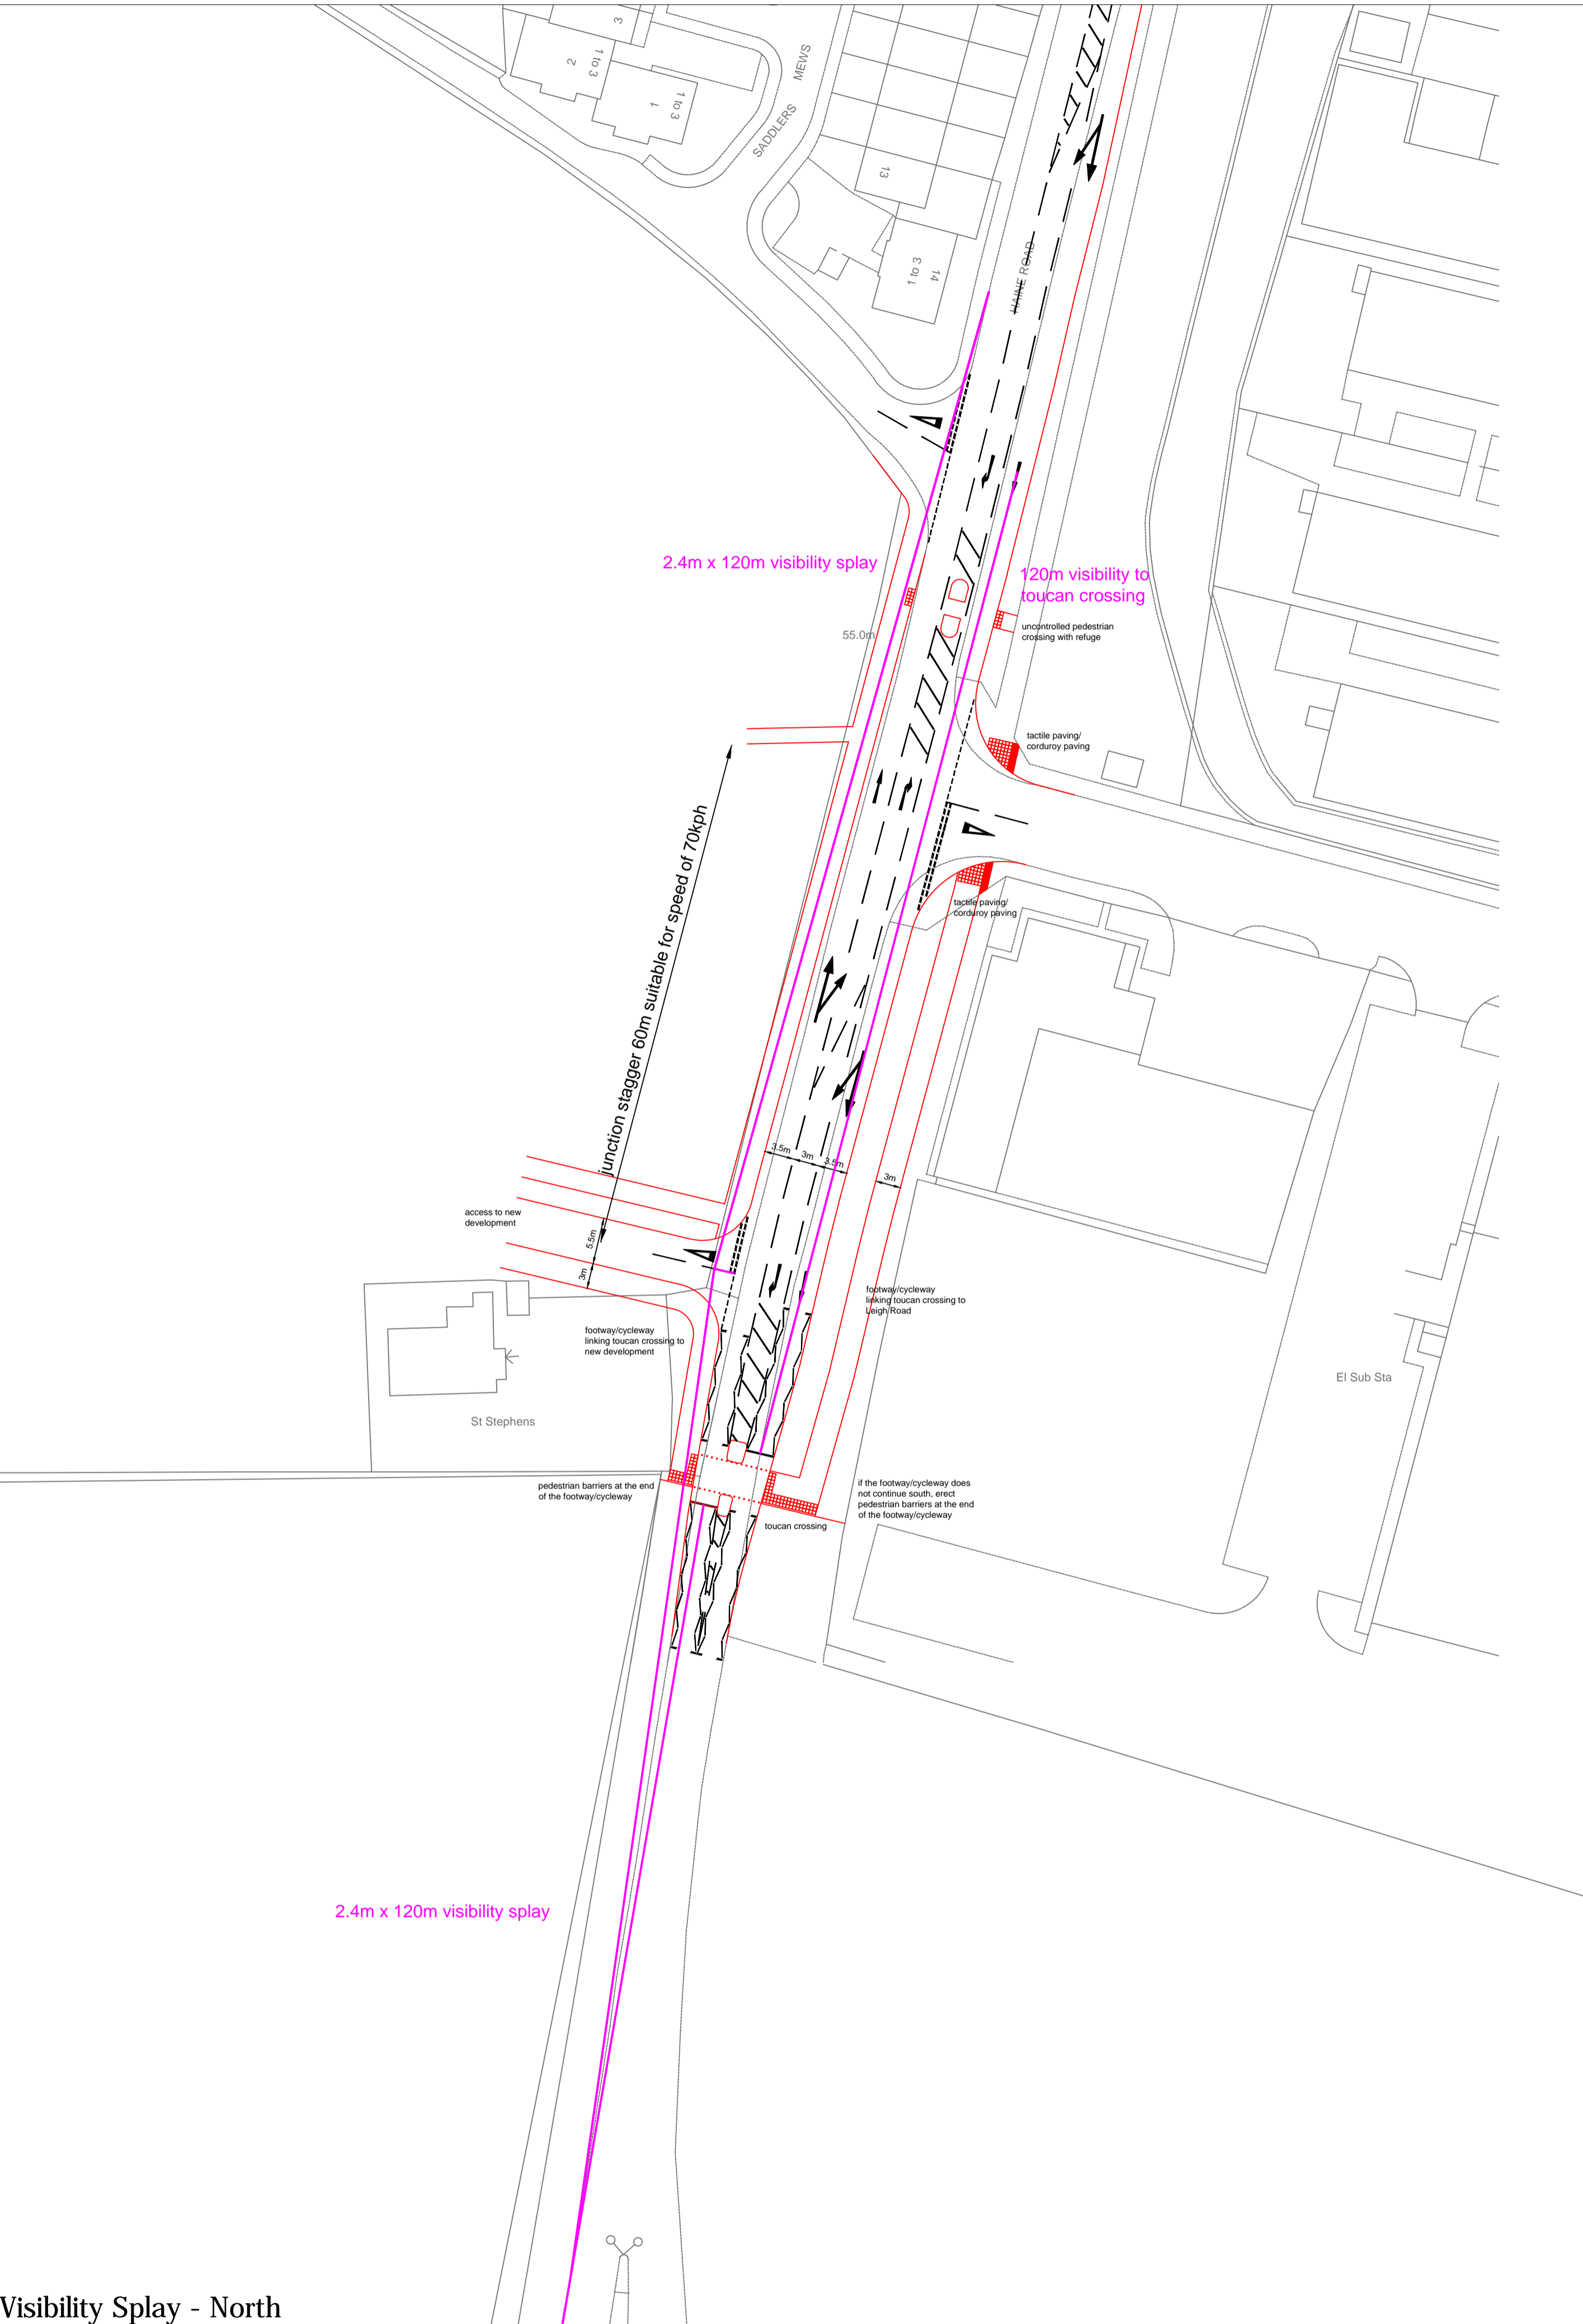 3
2
1 to 3
1
1 to 3
SADDLERS
MEWS
13
14
1 to 3
HAINE ROAD
2.4m x 120m visibility splay
120m visibility to
toucan crossing
uncontrolled pedestrian
crossing with refuge
55.0m
tactile paving/
corduroy paving
tactile paving/
corduroy paving
junction stagger 60m suitable for speed of 70kph
3.5m
3m
3.5m
3m
access to new
development
5.5m
3m
footway/cycleway
linking toucan crossing to
Leigh Road
footway/cycleway
linking toucan crossing to
new development
El Sub Sta
St Stephens
pedestrian barriers at the end
of the footway/cycleway
if the footway/cycleway does
not continue south, erect
pedestrian barriers at the end
of the footway/cycleway
toucan crossing
2.4m x 120m visibility splay
Visibility Splay - North